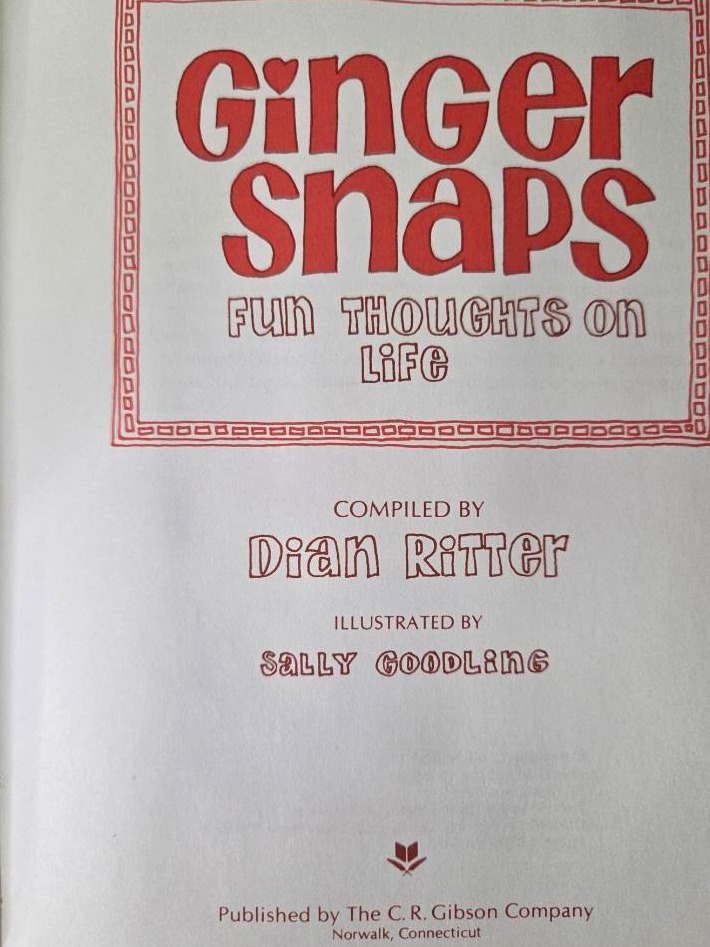 Ginger
snaps
Fun THOUGHTS On
LiFe
COMPILED BY
Dian RiTTer
ILLUSTRATED BY
SaLLY GOODLinG
Published by The C. R. Gibson Company
Norwalk, Connecticut